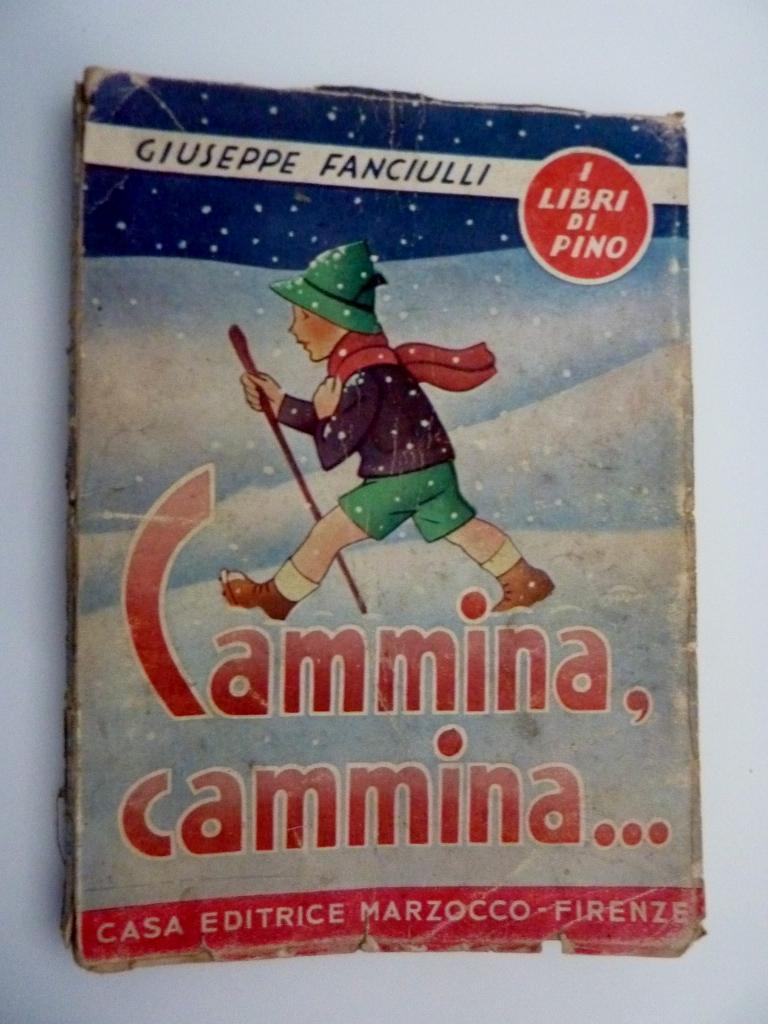 GIUSEPPE FANCIULLI
I
LIBRI
DI
PINO
Cammina,
cammina...
CASA EDITRICE MARZOCCO - FIRENZE